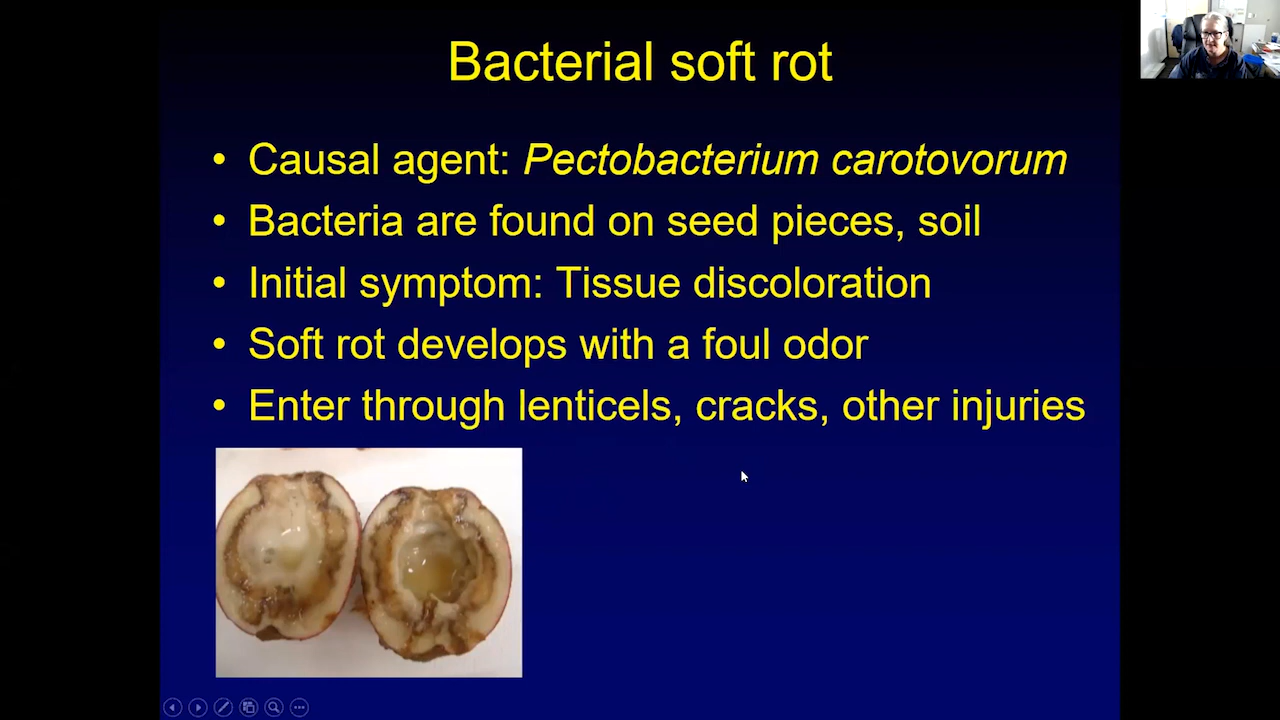 Bacterial soft rot
• Causal agent: Pectobacterium carotovorum
• Bacteria are found on seed pieces, soil
• Initial symptom: Tissue discoloration
• Soft rot develops with a foul odor
• Enter through lenticels, cracks, other injuries